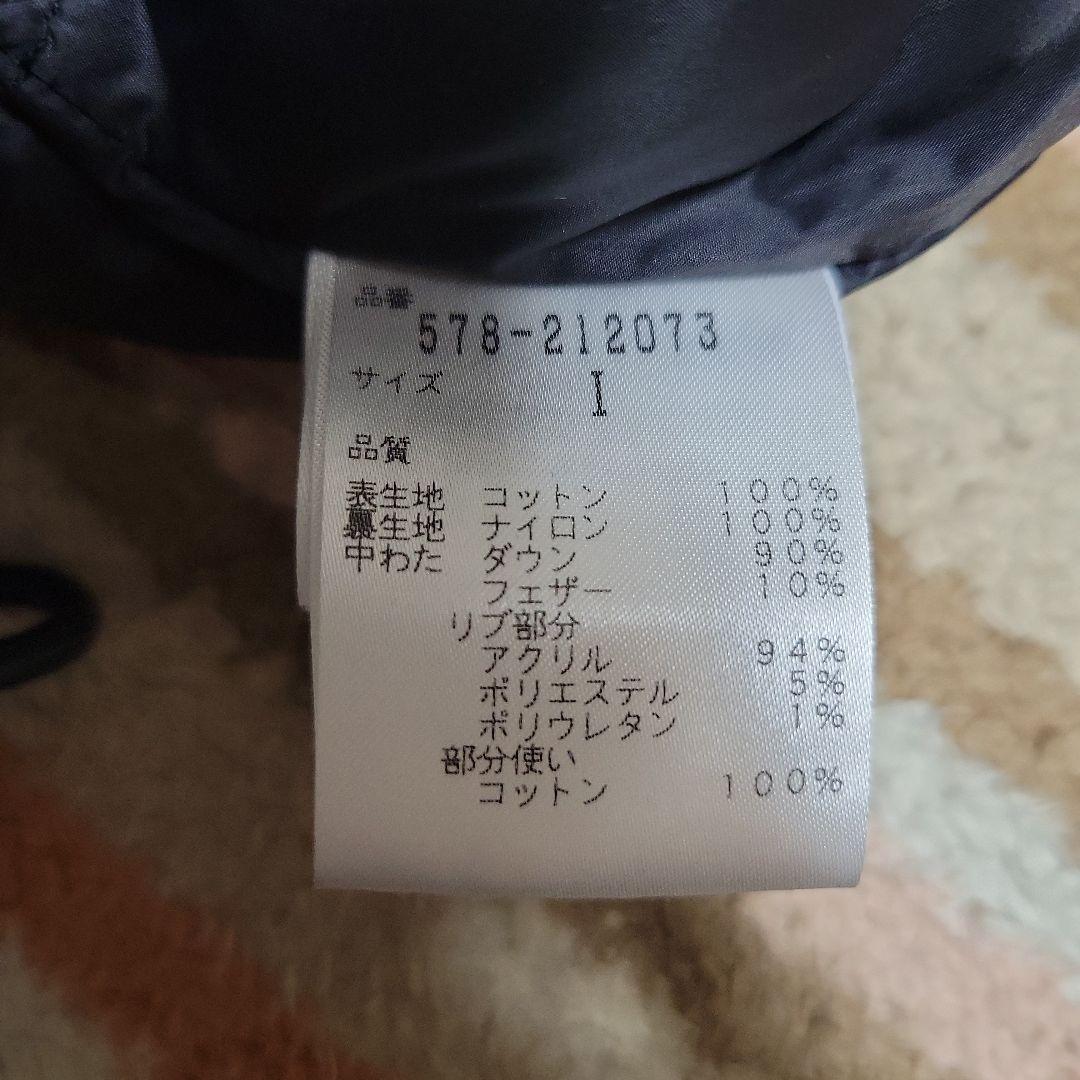 品番
578-212073
サイズ I
品質
表生地 コットン 100%
裏生地 ナイロン 100%
中わた ダウン 90%
フェザー 10%
リブ部分
アクリル 94%
ポリエステル 5%
ポリウレタン 1%
部分使い
コットン 100%